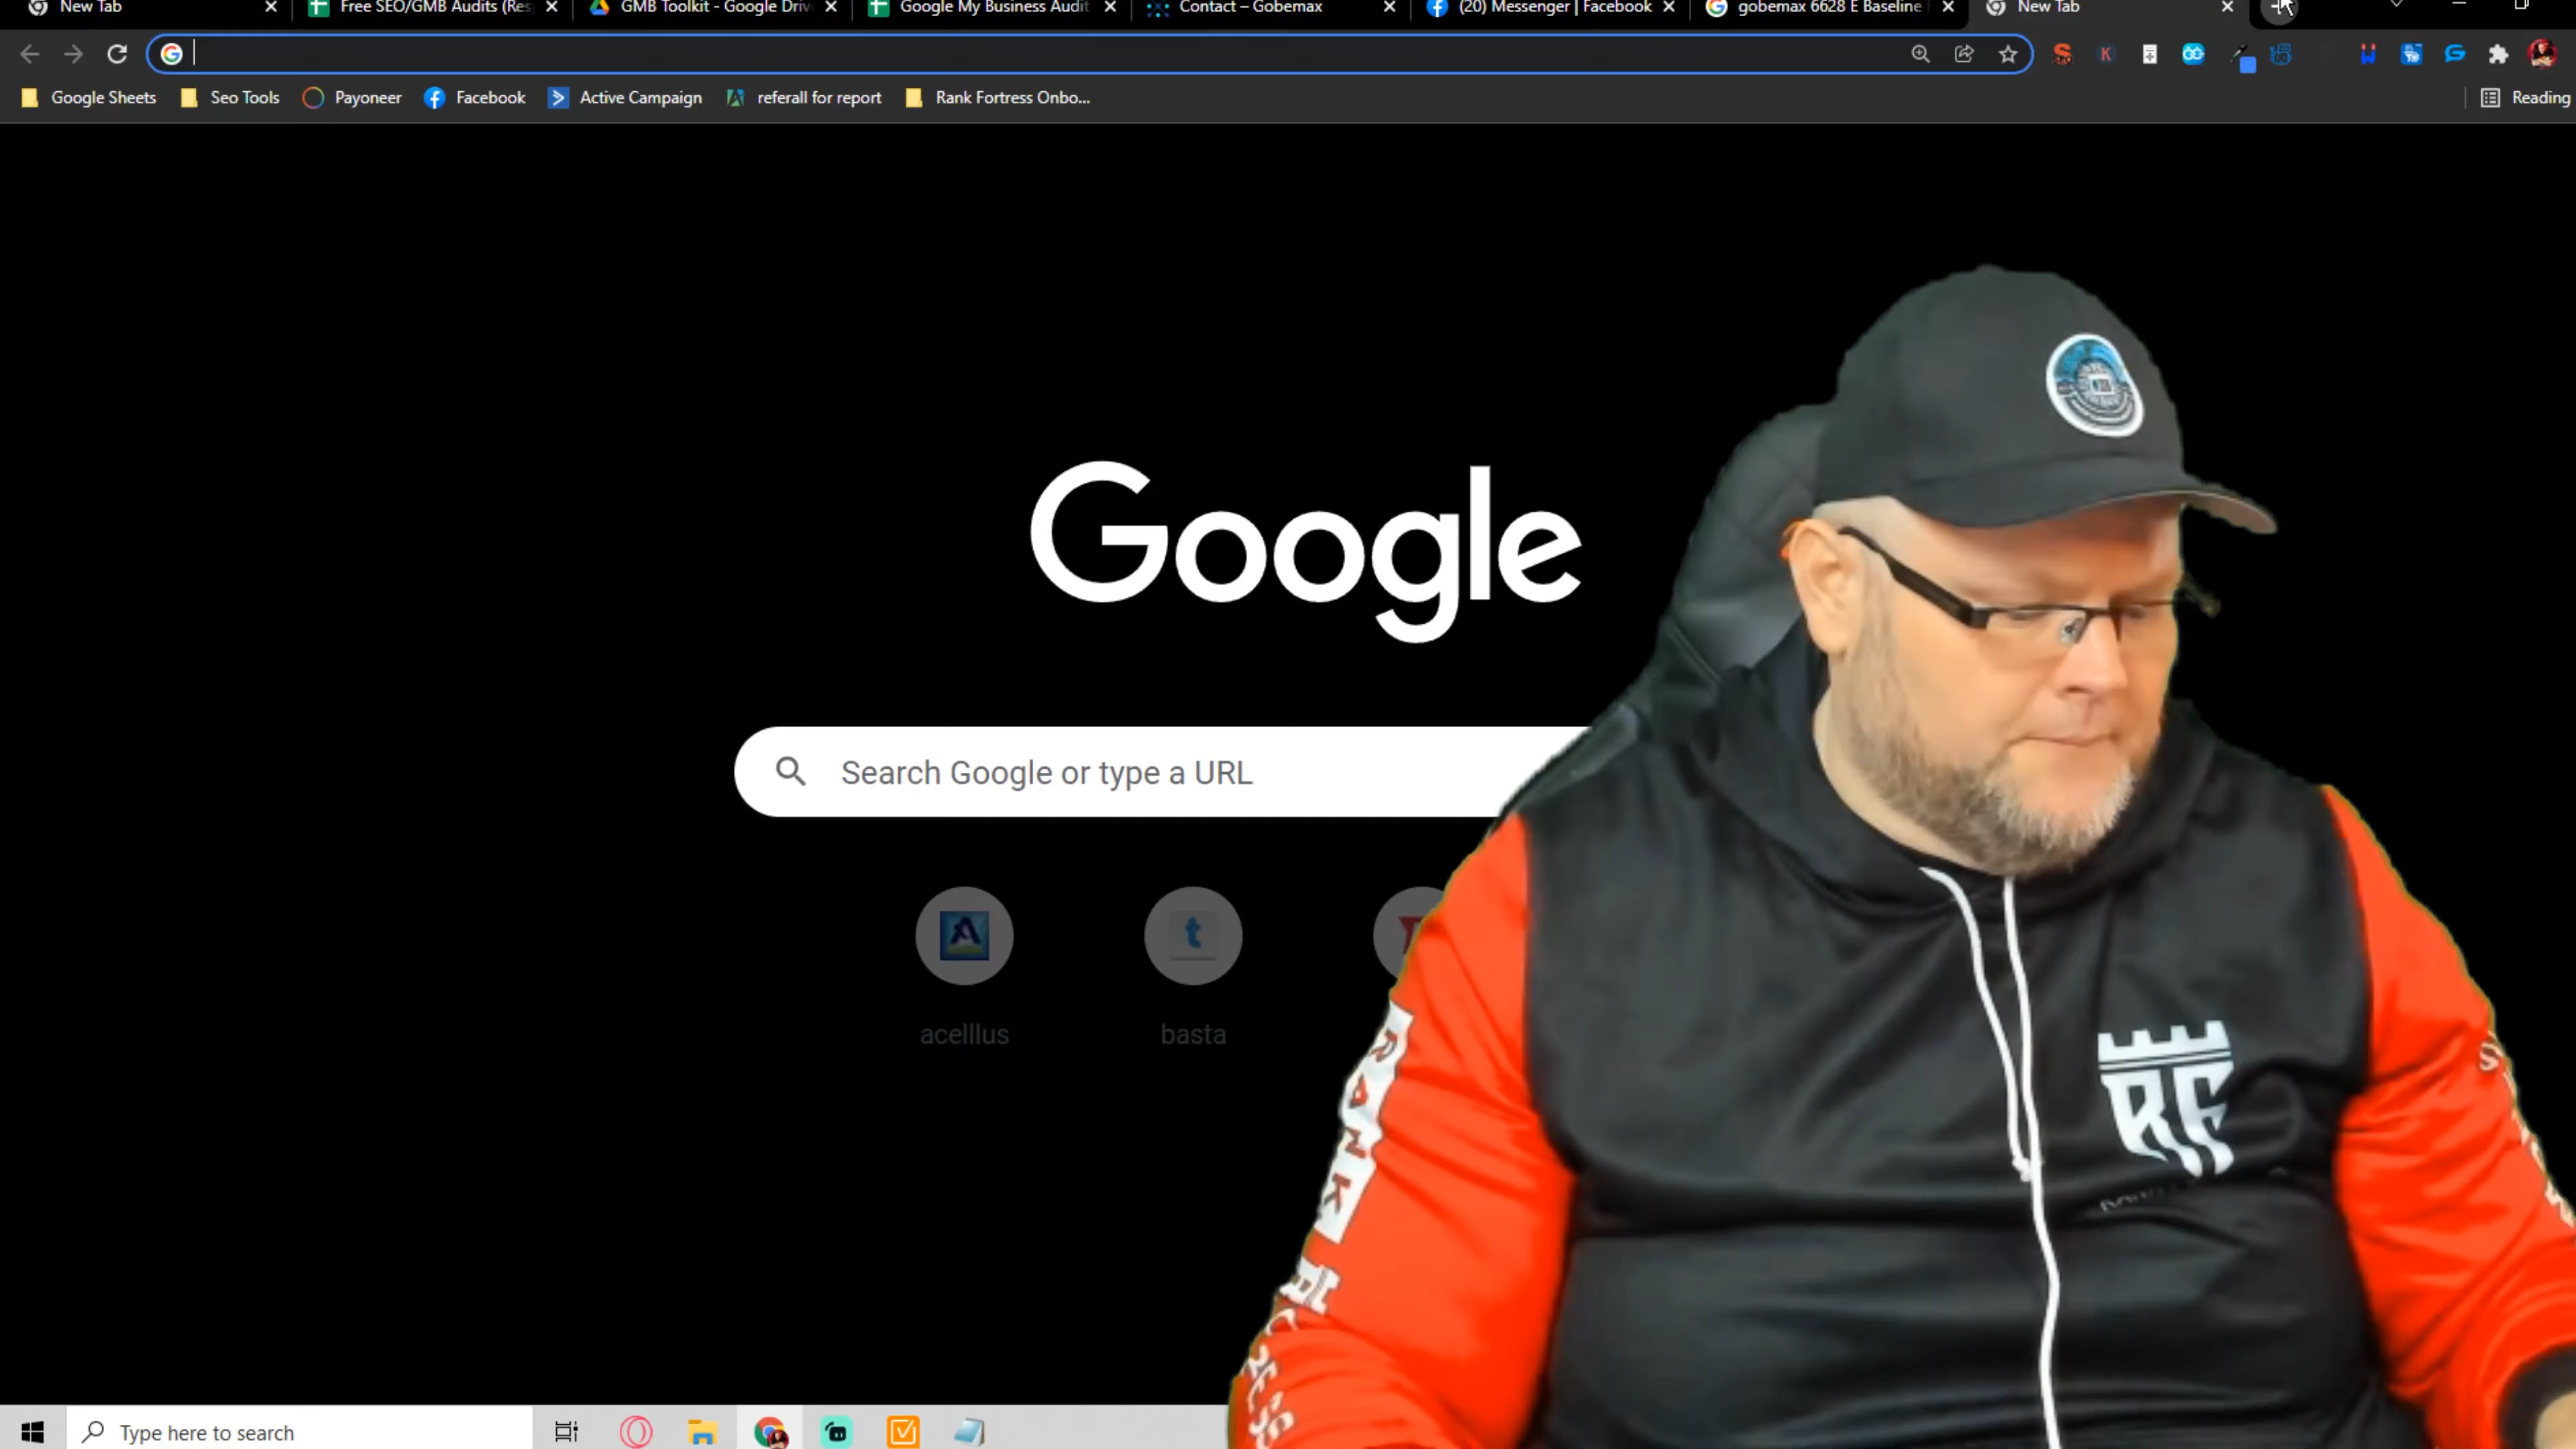 New Tab
Free SEO/GMB Audits (Res
GMB Toolkit - Google Driv
Google My Business Audit
Contact – Gobemax
(20) Messenger | Facebook
gobemax 6628 E Baseline
New Tab
Google Sheets
Seo Tools
Payoneer
Facebook
Active Campaign
referall for report
Rank Fortress Onbo...
Reading
Google
Search Google or type a URL
acelllus
basta
RANK
RF
Type here to search